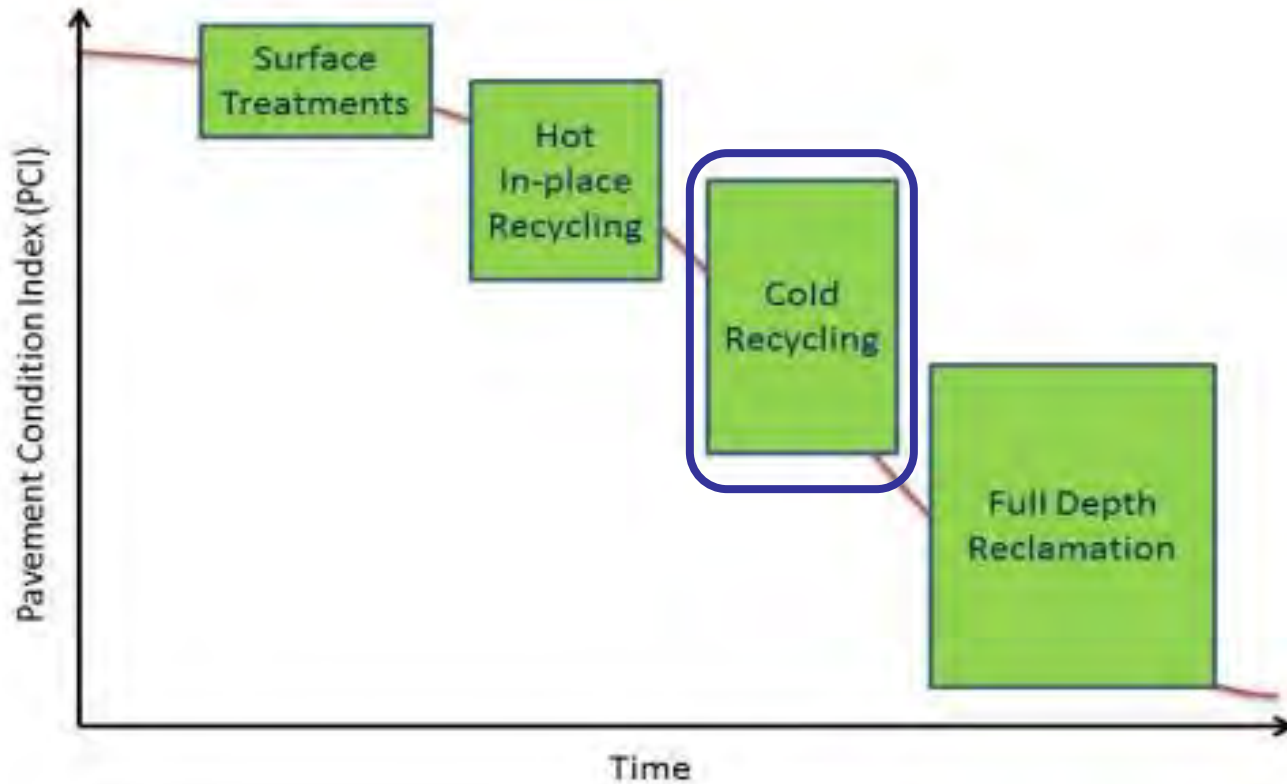 Pavement Condition Index (PCI)
Surface
Treatments
Hot
In-place
Recycling
Cold
Recycling
Full Depth
Reclamation
Time